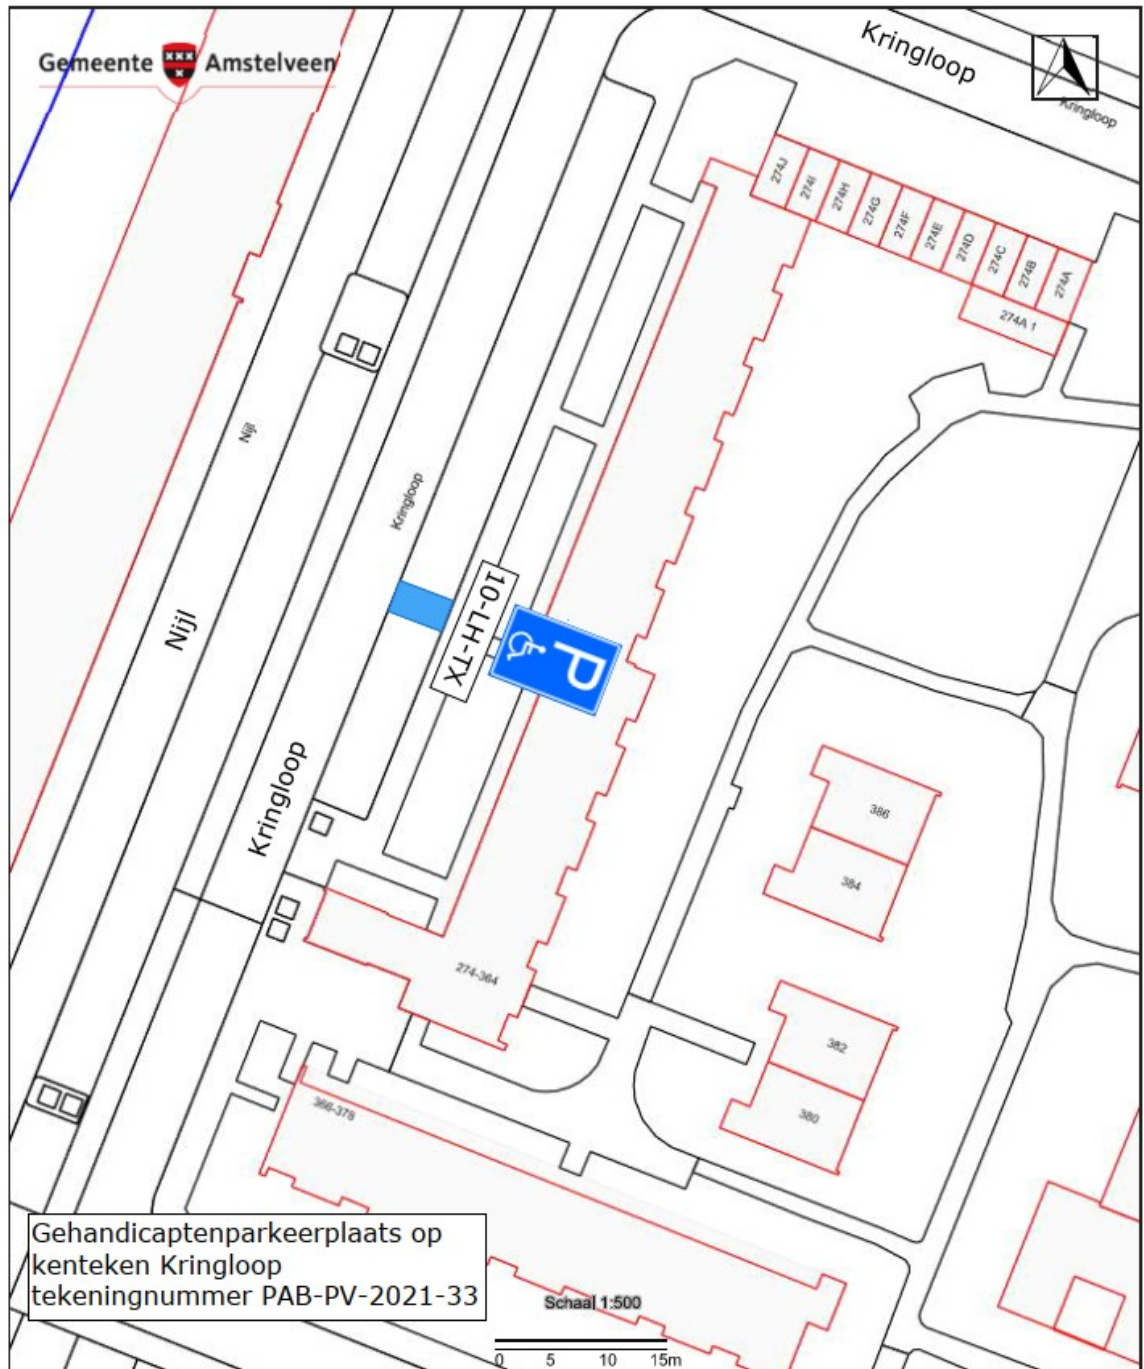 Gemeente Amstelveen
Kringloop
Kringloop
274J
274I
274H
274G
274F
274E
274D
274C
274B
274A
274A 1
Nijl
Kringloop
10-LH-TX
P
Nijl
Kringloop
386
384
274-364
382
380
366-378
Gehandicaptenparkeerplaats op
kenteken Kringloop
tekeningnummer PAB-PV-2021-33
Schaal 1:500
0 5 10 15m